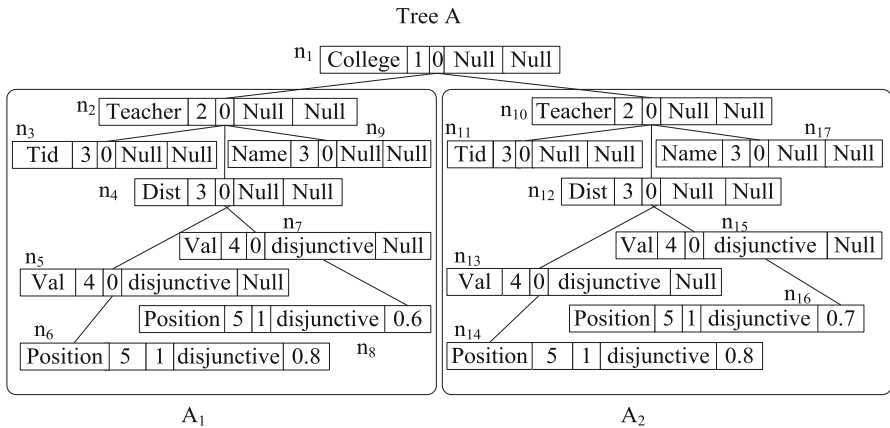 Tree A
n1 College 1 0 Null Null
n2 Teacher 2 0 Null Null
n10 Teacher 2 0 Null Null
n3 n9 n11 n17
Tid 3 0 Null Null Name 3 0 Null Null
Tid 3 0 Null Null Name 3 0 Null Null
n4 Dist 3 0 Null Null
n12 Dist 3 0 Null Null
n7 n15
Val 4 0 disjunctive Null
Val 4 0 disjunctive Null
n5 n13
Val 4 0 disjunctive Null
Val 4 0 disjunctive Null
n16
Position 5 1 disjunctive 0.6
Position 5 1 disjunctive 0.7
n6 n8 n14
Position 5 1 disjunctive 0.8
Position 5 1 disjunctive 0.8
A1 A2